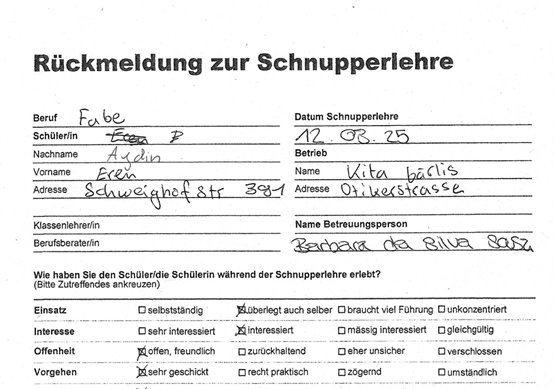 Rückmeldung zur Schnupperlehre
Beruf Fabe
Datum Schnupperlehre
Schüler/in Eren P
12.03.25
Nachname Aydin
Betrieb
Vorname Eren
Name Kita bärlis
Adresse Schweighofstr 391
Adresse Otikerstrasse
Klassenlehrer/in
Name Betreuungsperson
Berufsberater/in
Barbara da Silva
Wie haben Sie den Schüler/die Schülerin während der Schnupperlehre erlebt?
(Bitte Zutreffendes ankreuzen)
Einsatz ☐ selbstständig ☒ überlegt auch selber ☐ braucht viel Führung ☐ unkonzentriert
Interesse ☐ sehr interessiert ☒ interessiert ☐ mässig interessiert ☐ gleichgültig
Offenheit ☒ offen, freundlich ☐ zurückhaltend ☐ eher unsicher ☐ verschlossen
Vorgehen ☒ sehr geschickt ☐ recht praktisch ☐ zögernd ☐ umständlich